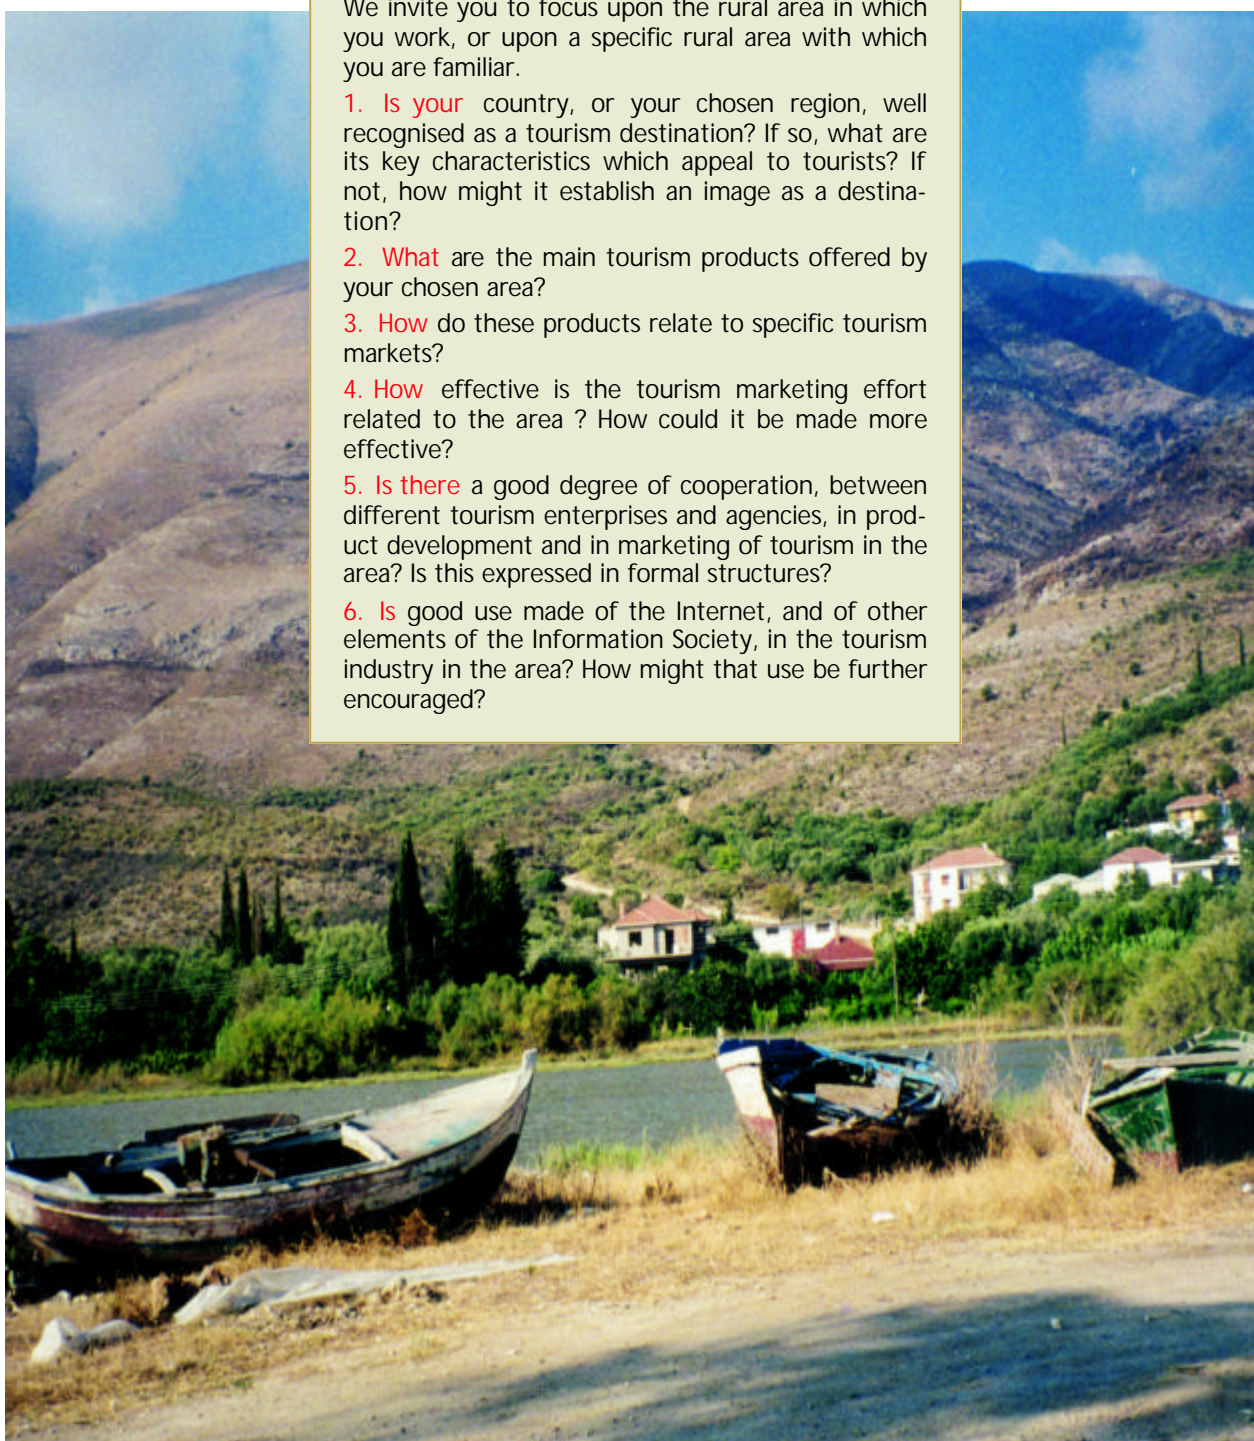 We invite you to focus upon the rural area in which
you work, or upon a specific rural area with which
you are familiar.
1. Is your country, or your chosen region, well
recognised as a tourism destination? If so, what are
its key characteristics which appeal to tourists? If
not, how might it establish an image as a destina-
tion?
2. What are the main tourism products offered by
your chosen area?
3. How do these products relate to specific tourism
markets?
4. How effective is the tourism marketing effort
related to the area ? How could it be made more
effective?
5. Is there a good degree of cooperation, between
different tourism enterprises and agencies, in prod-
uct development and in marketing of tourism in the
area? Is this expressed in formal structures?
6. Is good use made of the Internet, and of other
elements of the Information Society, in the tourism
industry in the area? How might that use be further
encouraged?